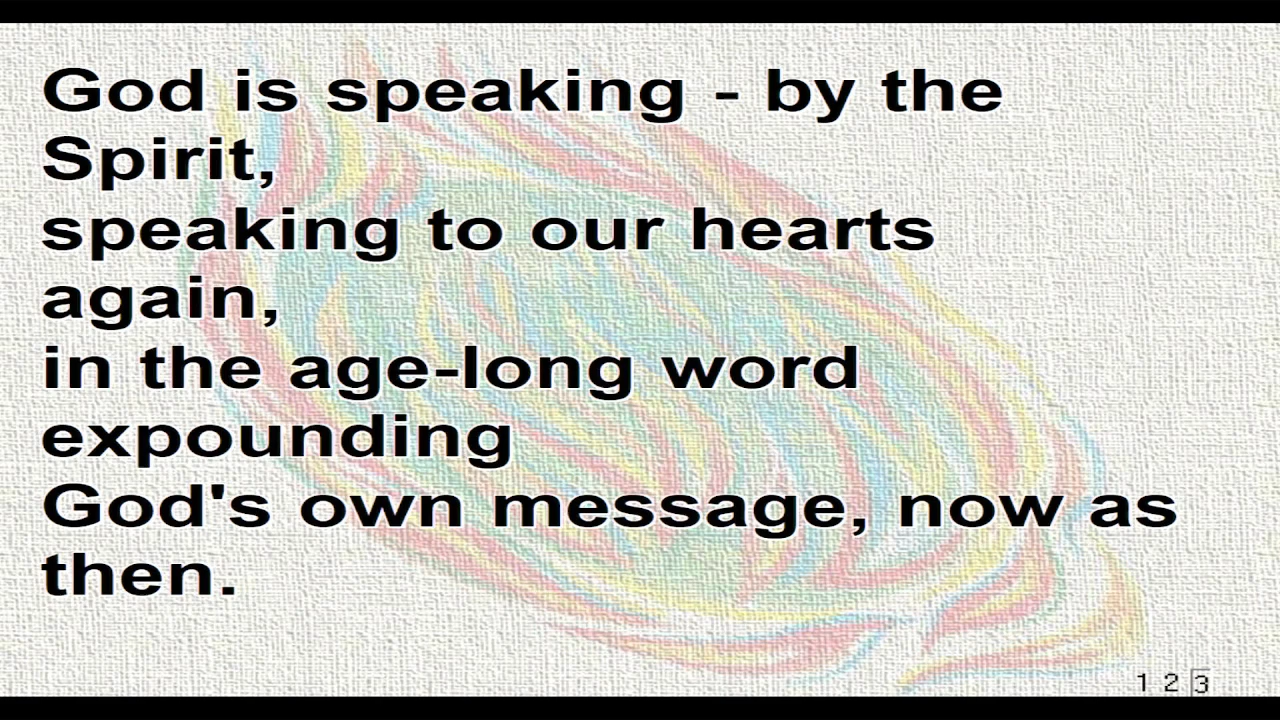 God is speaking - by the
Spirit,
speaking to our hearts
again,
in the age-long word
expounding
God's own message, now as
then.
1 2 3